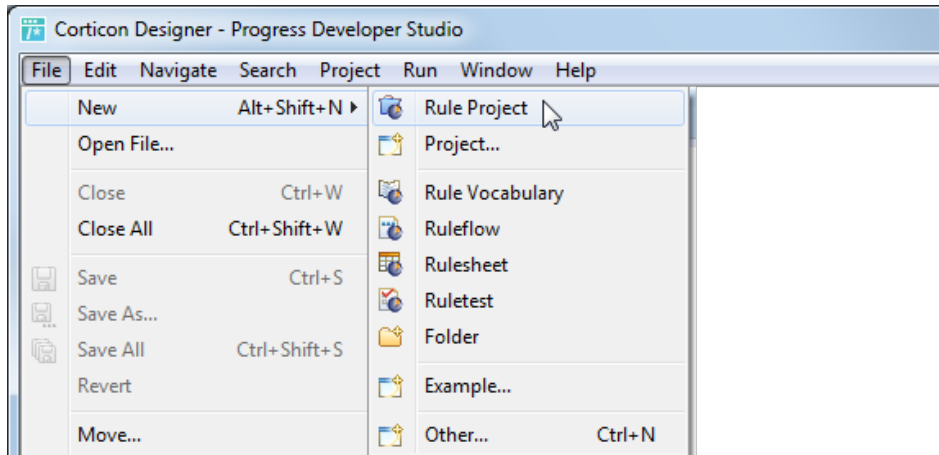 Corticon Designer - Progress Developer Studio
File Edit Navigate Search Project Run Window Help
New Alt+Shift+N
Open File...
Close Ctrl+W
Close All Ctrl+Shift+W
Save Ctrl+S
Save As...
Save All Ctrl+Shift+S
Revert
Move...
Rule Project
Project...
Rule Vocabulary
Ruleflow
Rulesheet
Ruletest
Folder
Example...
Other... Ctrl+N